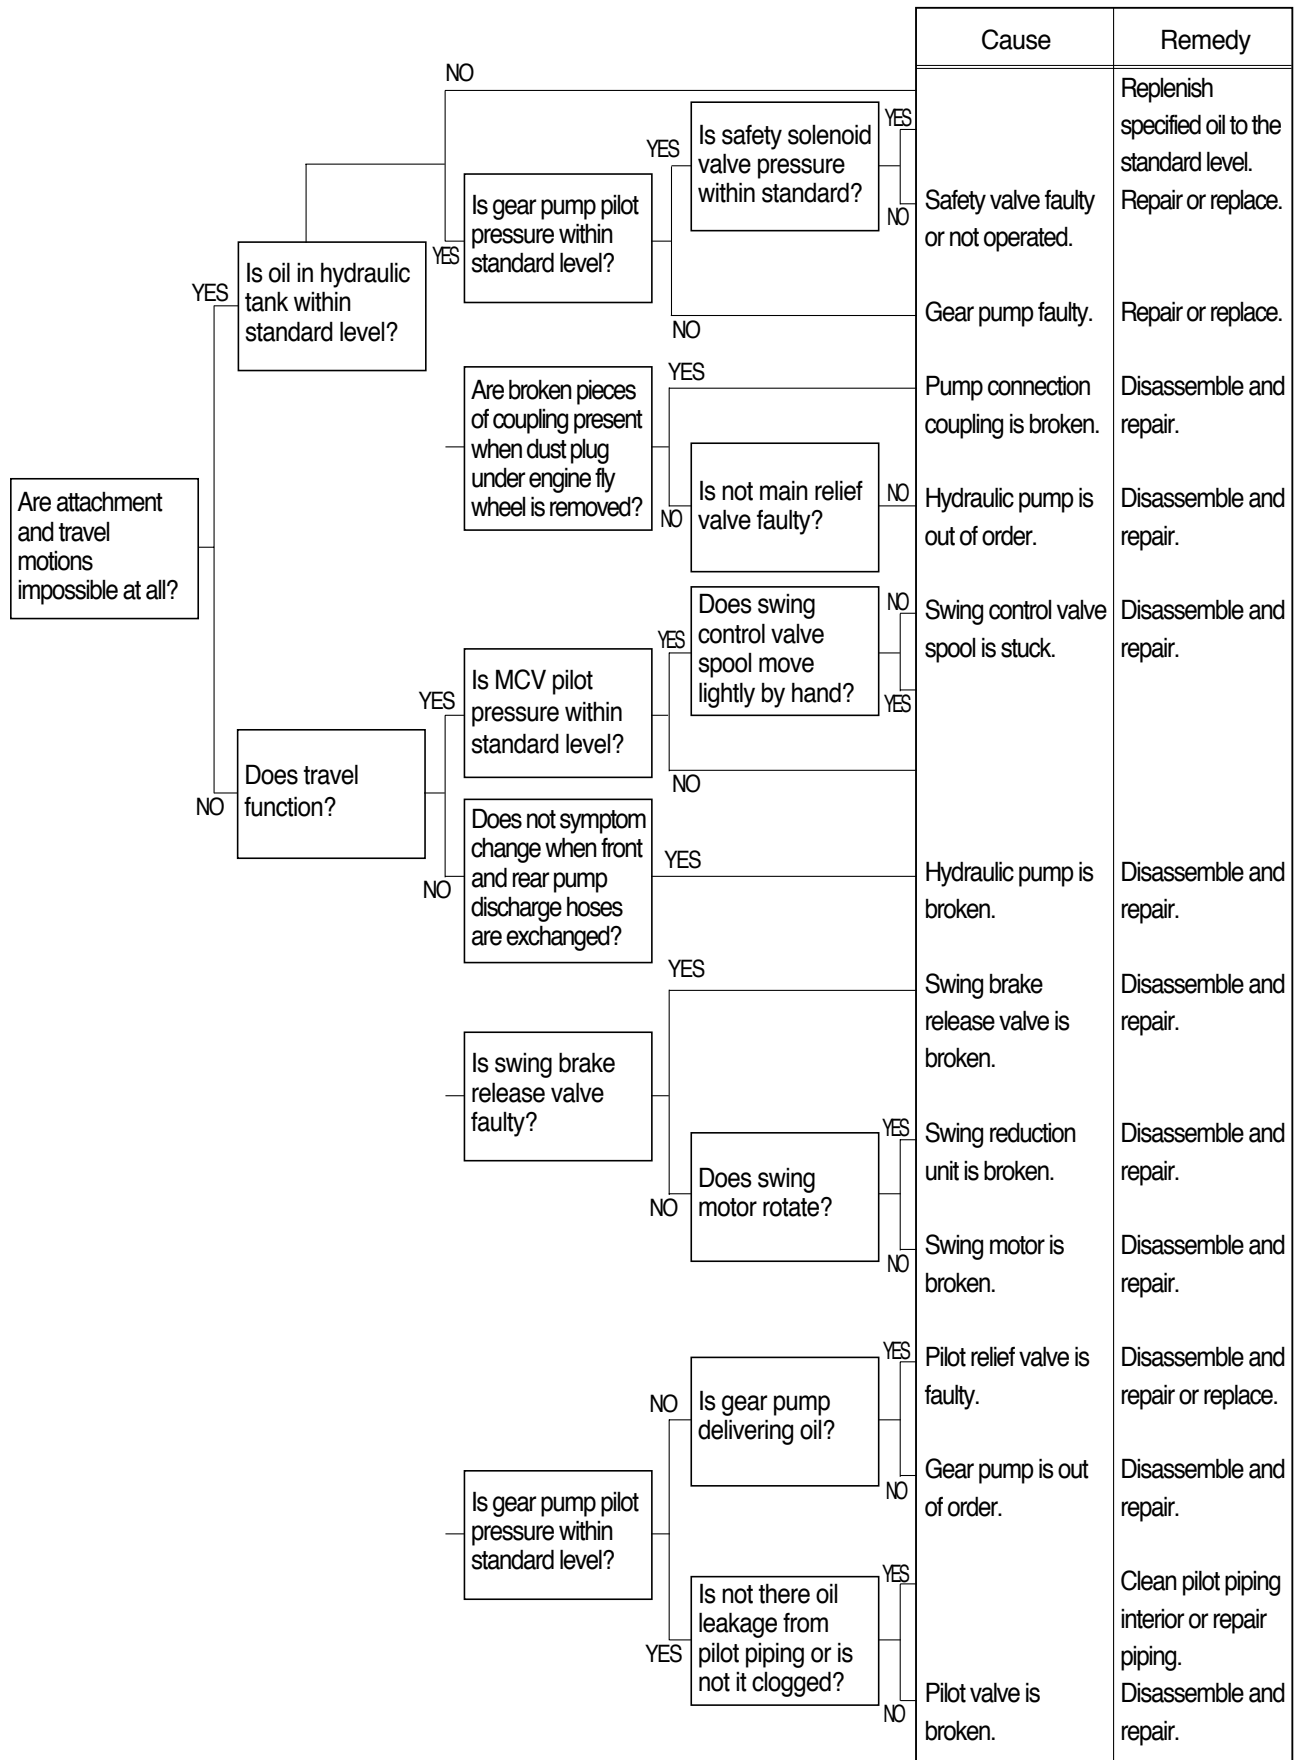 Cause
Remedy
NO
Replenish
specified oil to the
standard level.
YES
Is safety solenoid
valve pressure
within standard?
YES
NO
Safety valve faulty
or not operated.
Repair or replace.
Is gear pump pilot
pressure within
standard level?
YES
YES
Is oil in hydraulic
tank within
standard level?
NO
Gear pump faulty.
Repair or replace.
Are broken pieces
of coupling present
when dust plug
under engine fly
wheel is removed?
YES
Pump connection
coupling is broken.
Disassemble and
repair.
NO
Is not main relief
valve faulty?
NO
Hydraulic pump is
out of order.
Disassemble and
repair.
Are attachment
and travel
motions
impossible at all?
Does swing
control valve
spool move
lightly by hand?
NO
Swing control valve
spool is stuck.
Disassemble and
repair.
YES
YES
YES
Is MCV pilot
pressure within
standard level?
NO
NO
Does travel
function?
NO
Does not symptom
change when front
and rear pump
discharge hoses
are exchanged?
YES
Hydraulic pump is
broken.
Disassemble and
repair.
YES
Swing brake
release valve is
broken.
Disassemble and
repair.
Is swing brake
release valve
faulty?
NO
Does swing
motor rotate?
YES
Swing reduction
unit is broken.
Disassemble and
repair.
NO
Swing motor is
broken.
Disassemble and
repair.
NO
Is gear pump
delivering oil?
YES
Pilot relief valve is
faulty.
Disassemble and
repair or replace.
NO
Gear pump is out
of order.
Disassemble and
repair.
Is gear pump pilot
pressure within
standard level?
YES
Is not there oil
leakage from
pilot piping or is
not it clogged?
YES
Clean pilot piping
interior or repair
piping.
NO
Pilot valve is
broken.
Disassemble and
repair.